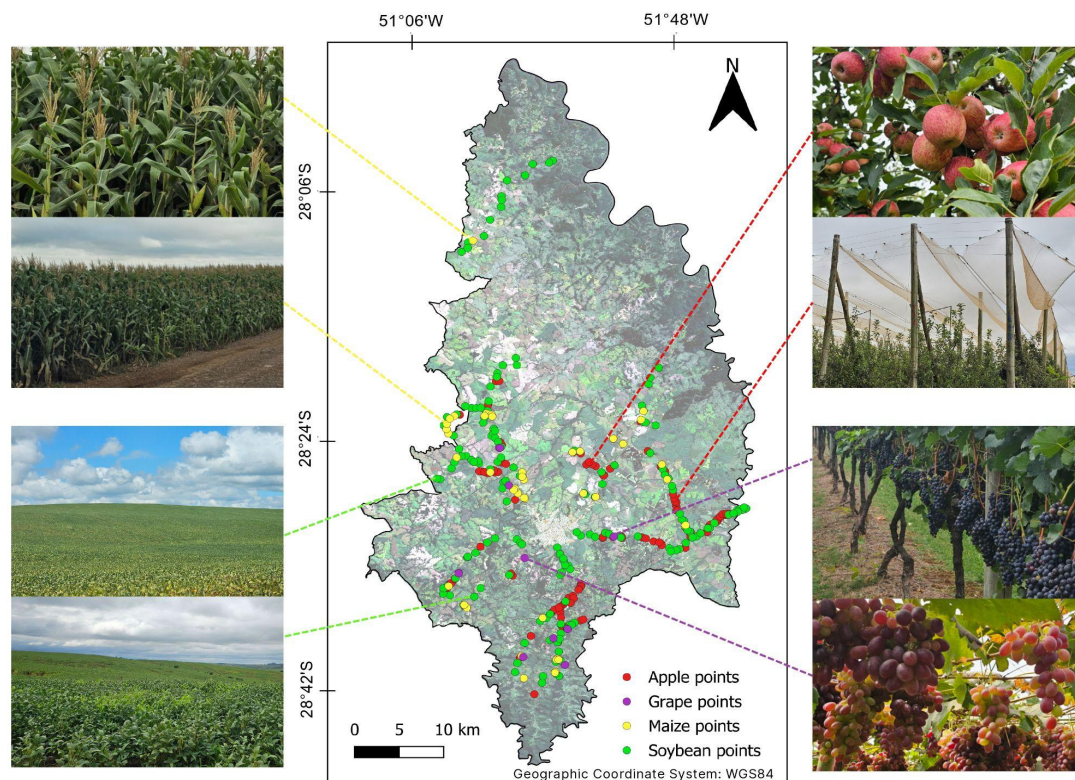 51°06'W 51°48'W
N
28°06'S
28°24'S
28°42'S
Apple points
Grape points
Maize points
Soybean points
0 5 10 km
Geographic Coordinate System: WGS84